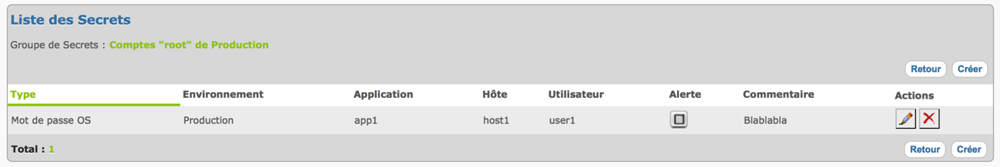 Liste des Secrets
Groupe de Secrets : Comptes "root" de Production
Retour Créer
Type Environnement Application Hôte Utilisateur Alerte Commentaire Actions
Mot de passe OS Production app1 host1 user1 Blablabla
Total : 1 Retour Créer